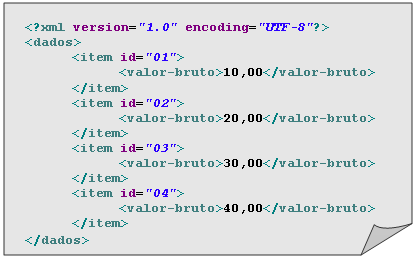 <?xml version="1.0" encoding="UTF-8"?>
<dados>
<item id="01">
<valor-bruto>10,00</valor-bruto>
</item>
<item id="02">
<valor-bruto>20,00</valor-bruto>
</item>
<item id="03">
<valor-bruto>30,00</valor-bruto>
</item>
<item id="04">
<valor-bruto>40,00</valor-bruto>
</item>
</dados>